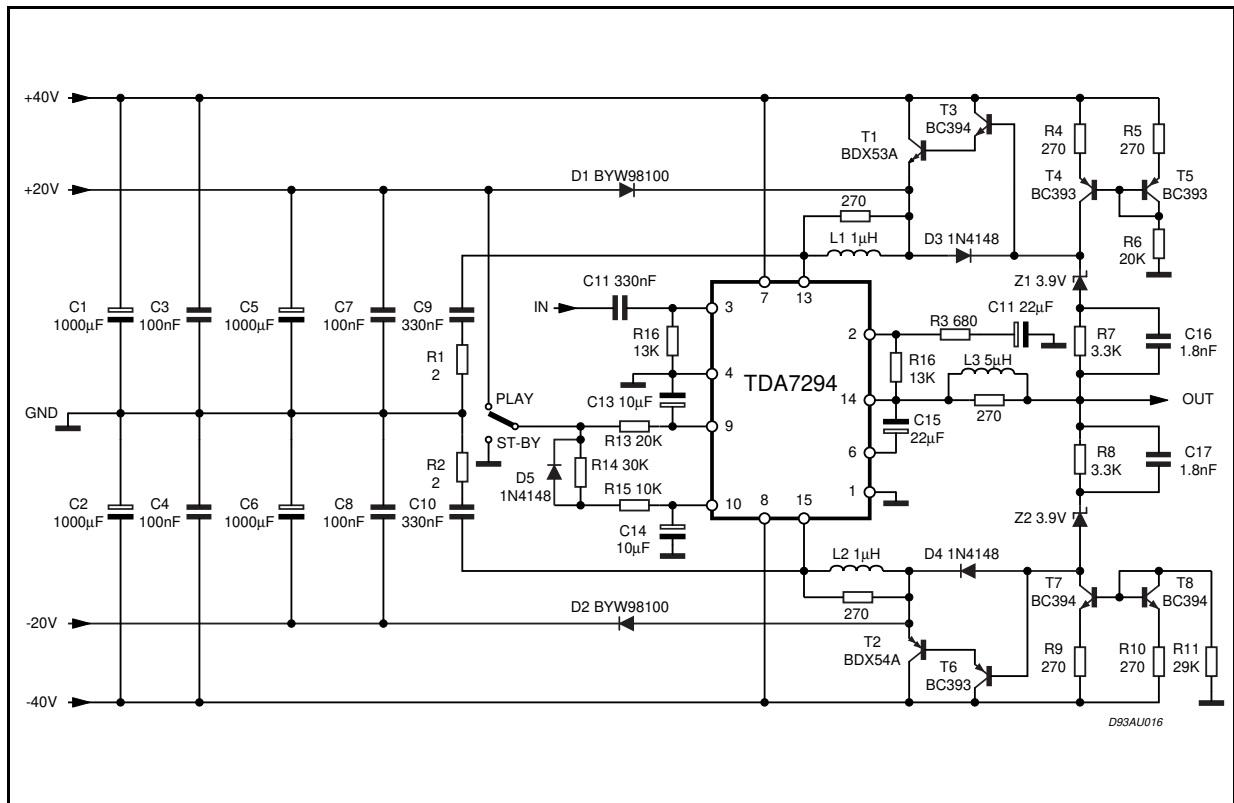 +40V
T3
BC394
T1
BDX53A
R4
270
R5
270
+20V
D1 BYW98100
T4
BC393
T5
BC393
270
L1 1µH
D3 1N4148
R6
20K
Z1 3.9V
C1
1000µF
C3
100nF
C5
1000µF
C7
100nF
C9
330nF
C11 330nF
IN
3
7
13
R16
13K
2
R3 680
C11 22µF
R7
3.3K
C16
1.8nF
R1
2
4
TDA7294
R16
13K
L3 5µH
PLAY
C13 10µF
14
270
OUT
GND
ST-BY
R13 20K
9
C15
22µF
6
R2
2
D5
1N4148
R14 30K
R15 10K
R8
3.3K
C17
1.8nF
1
C2
1000µF
C4
100nF
C6
1000µF
C8
100nF
C10
330nF
10
8
15
C14
10µF
Z2 3.9V
L2 1µH
D4 1N4148
T7
BC394
T8
BC394
270
D2 BYW98100
-20V
T2
BDX54A
T6
BC393
R9
270
R10
270
R11
29K
-40V
D93AU016